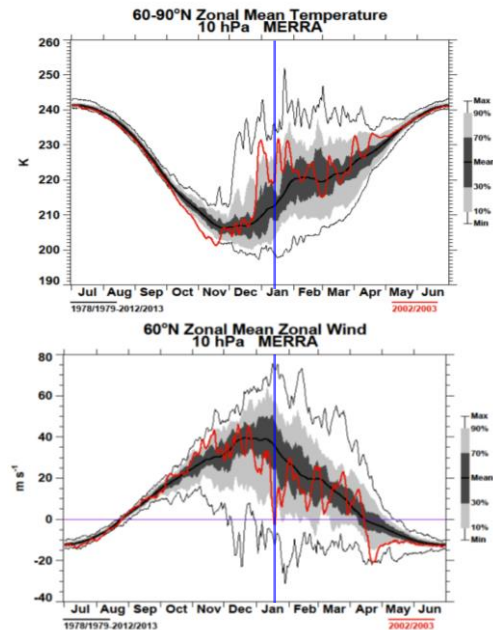 60-90°N Zonal Mean Temperature
10 hPa MERRA
260
250
240
230
220
210
200
190
K
Max
90%
70%
Mean
30%
10%
Min
Jul Aug Sep Oct Nov Dec Jan Feb Mar Apr May Jun
1978/1979-2012/2013
2002/2003
60°N Zonal Mean Zonal Wind
10 hPa MERRA
80
60
40
20
0
-20
-40
m s⁻¹
Max
90%
70%
Mean
30%
10%
Min
Jul Aug Sep Oct Nov Dec Jan Feb Mar Apr May Jun
1978/1979-2012/2013
2002/2003